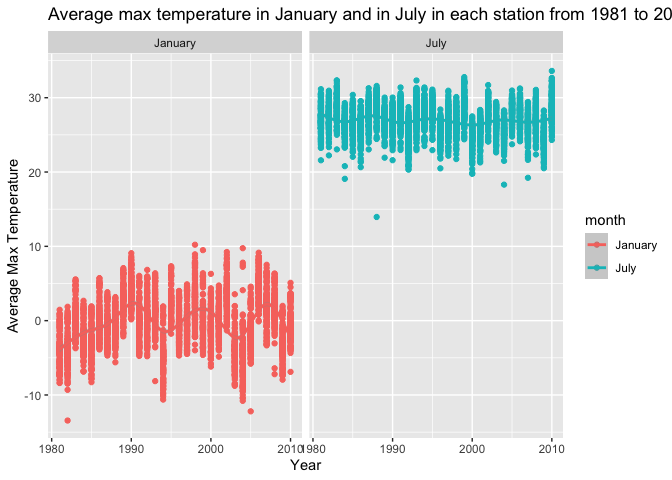 Average max temperature in January and in July in each station from 1981 to 20
January
July
30
20
10
0
-10
Average Max Temperature
1980
1990
2000
2010
1980
1990
2000
2010
Year
month
January
July